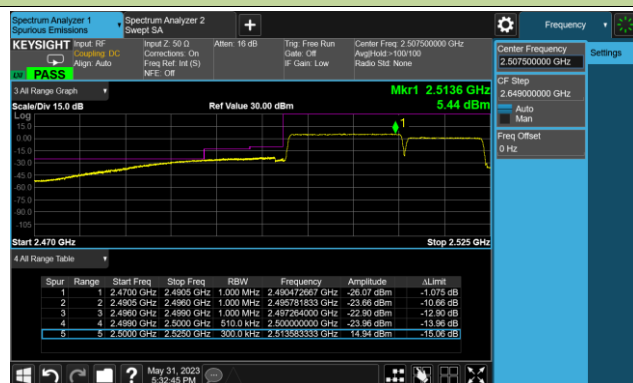 Spectrum Analyzer 1
Spurious Emissions
Spectrum Analyzer 2
Swept SA
Frequency
KEYSIGHT
Input: RF
Coupling: DC
Align: Auto
Input Z: 50 Ω
Corrections: On
Freq Ref: Int (S)
NFE: Off
Atten: 16 dB
Trig: Free Run
Gate: Off
IF Gain: Low
Center Freq: 2.507500000 GHz
Avg|Hold:>100/100
Radio Std: None
PASS
Center Frequency
2.507500000 GHz
Settings
CF Step
2.649000000 GHz
Auto
Man
Freq Offset
0 Hz
3 All Range Graph
Mkr1 2.5136 GHz
Scale/Div 15.0 dB
Ref Value 30.00 dBm
5.44 dBm
Log
15.0
0.00
-15.0
-30.0
-45.0
-60.0
-75.0
-90.0
-105
1
Start 2.470 GHz
Stop 2.525 GHz
4 All Range Table
Spur Range Start Freq Stop Freq RBW Frequency Amplitude ΔLimit
1 1 2.4700 GHz 2.4905 GHz 1.000 MHz 2.490472667 GHz -26.07 dBm -1.075 dB
2 2 2.4905 GHz 2.4960 GHz 1.000 MHz 2.495781833 GHz -23.66 dBm -10.66 dB
3 3 2.4960 GHz 2.4990 GHz 1.000 MHz 2.497264000 GHz -22.90 dBm -12.90 dB
4 4 2.4990 GHz 2.5000 GHz 510.0 kHz 2.500000000 GHz -23.96 dBm -13.96 dB
5 5 2.5000 GHz 2.5250 GHz 300.0 kHz 2.513583333 GHz 14.94 dBm -15.06 dB
May 31, 2023
5:32:45 PM